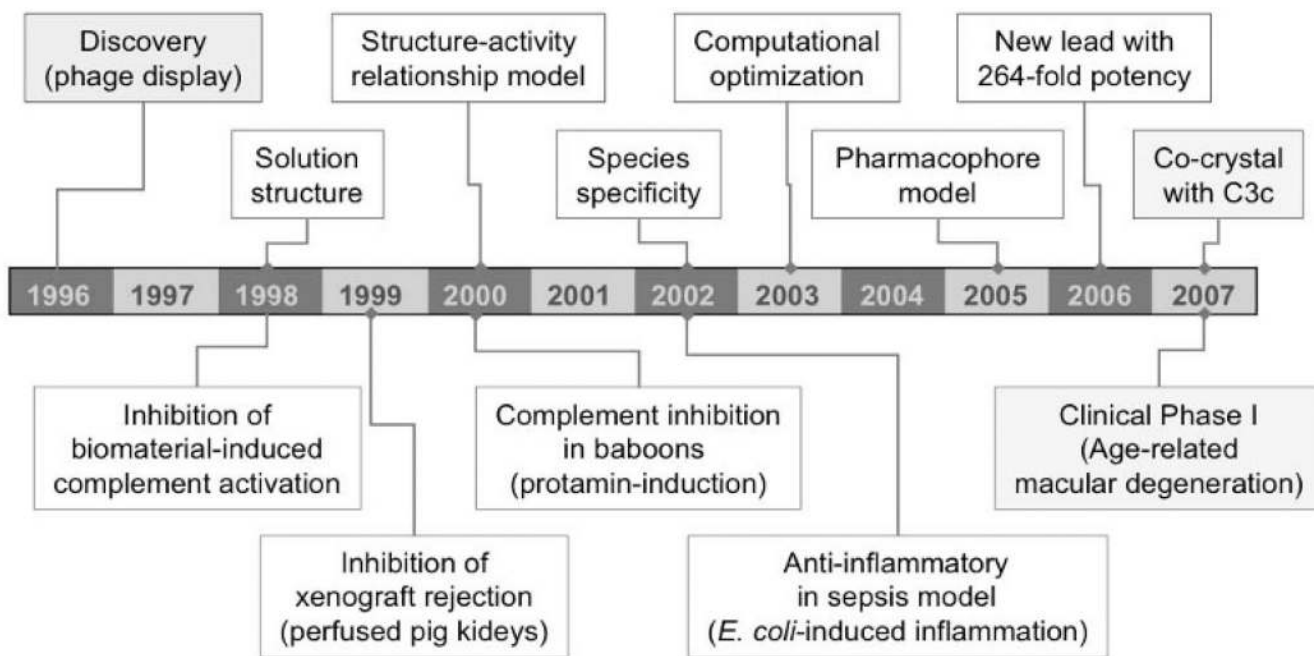 Discovery
(phage display)
Structure-activity
relationship model
Computational
optimization
New lead with
264-fold potency
Solution
structure
Species
specificity
Pharmacophore
model
Co-crystal
with C3c
1996 1997 1998 1999 2000 2001 2002 2003 2004 2005 2006 2007
Inhibition of
biomaterial-induced
complement activation
Complement inhibition
in baboons
(protamin-induction)
Clinical Phase I
(Age-related
macular degeneration)
Inhibition of
xenograft rejection
(perfused pig kideys)
Anti-inflammatory
in sepsis model
(E. coli-induced inflammation)